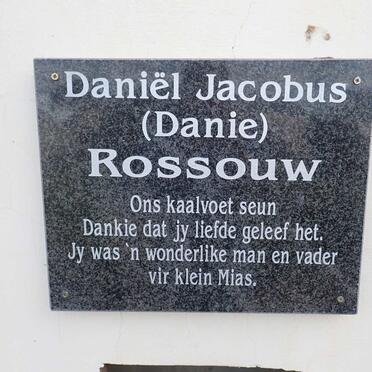 Daniël Jacobus
(Danie)
Rossouw
Ons kaalvoet seun
Dankie dat jy liefde geleef het.
Jy was `n wonderlike man en vader
vir klein Mias.